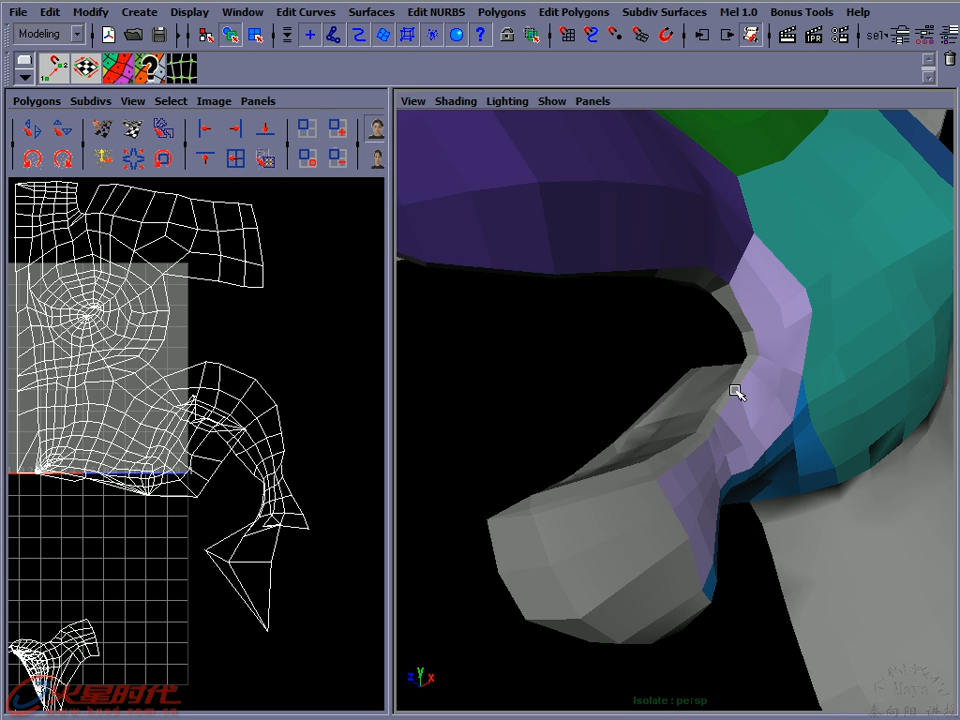 File Edit Modify Create Display Window Edit Curves Surfaces Edit NURBS Polygons Edit Polygons Subdiv Surfaces Mel 1.0 Bonus Tools Help
Modeling
IPR
sel
Polygons Subdivs View Select Image Panels
View Shading Lighting Show Panels
火星时代
y
z x
Isolate : persp
Maya